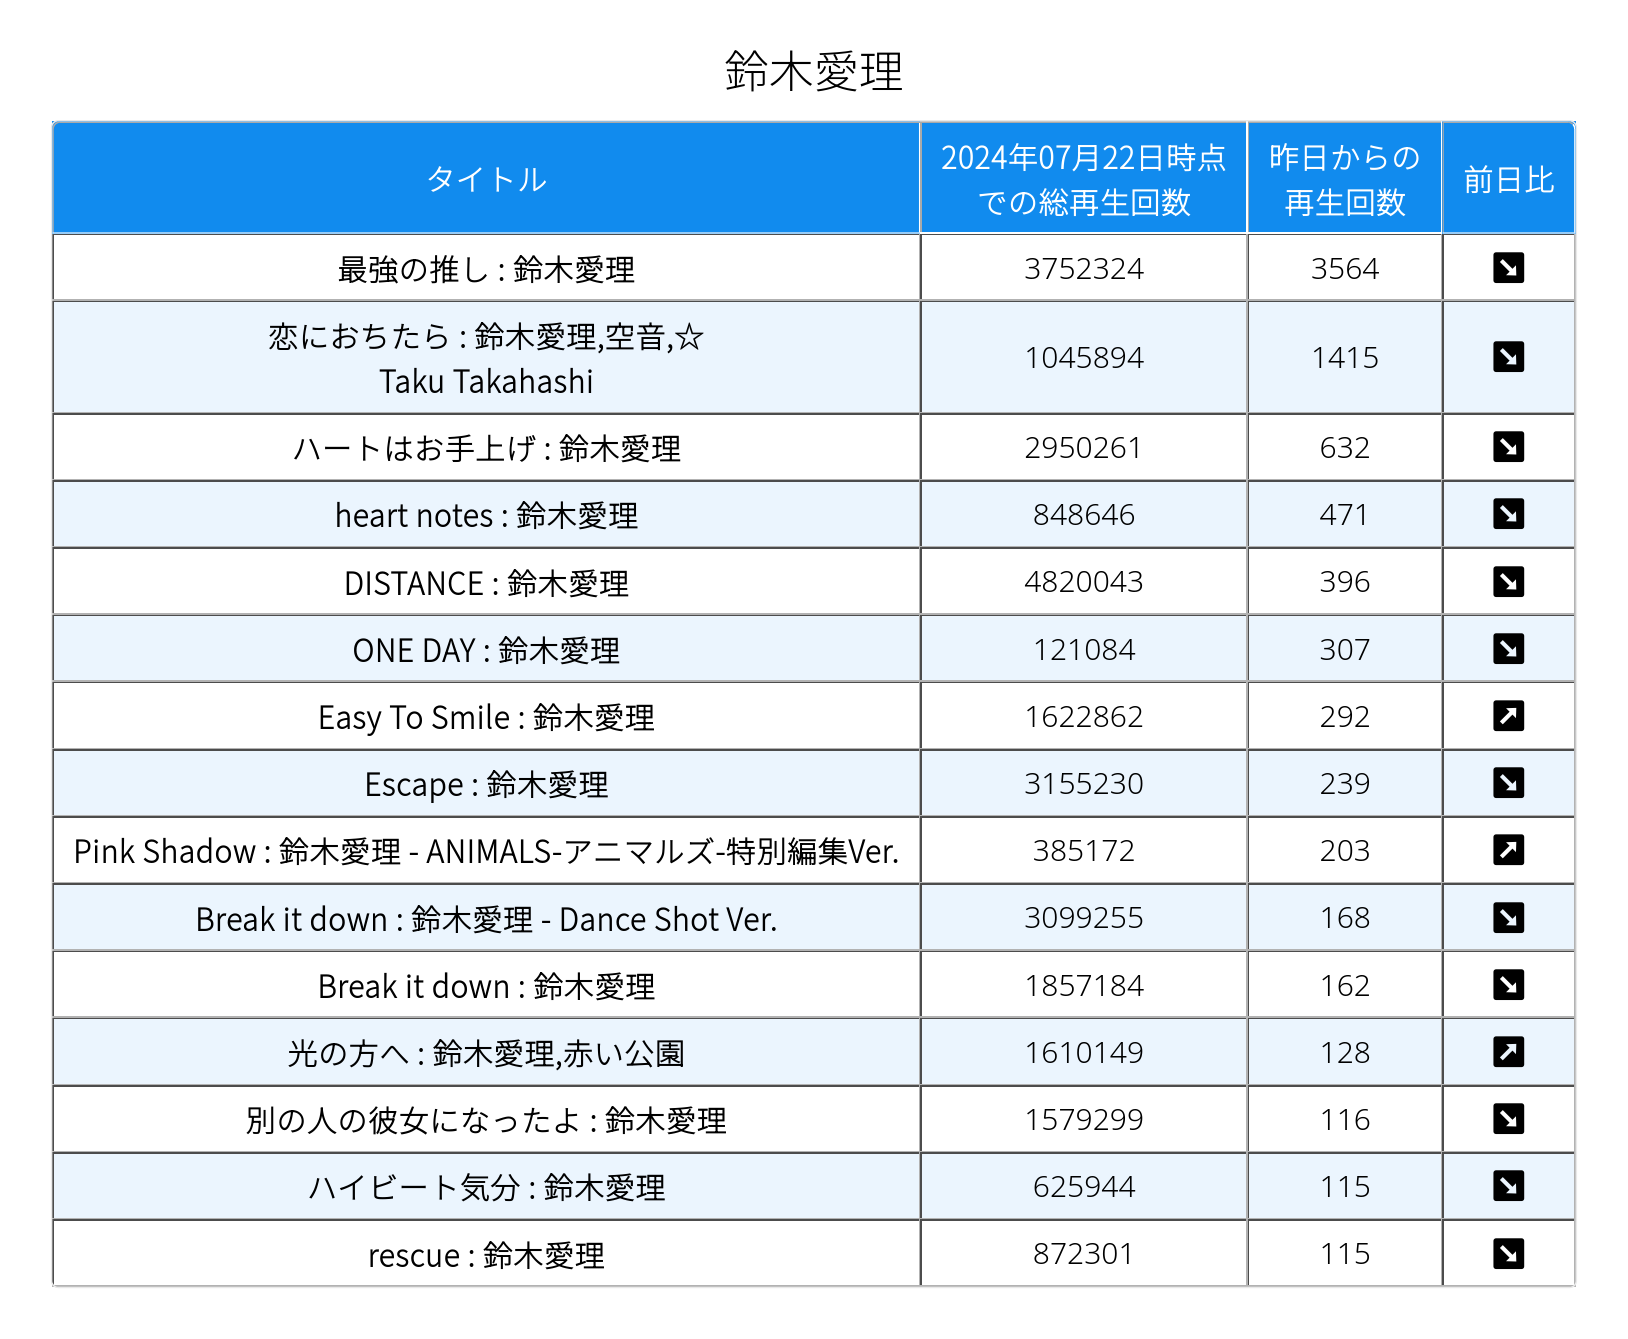 鈴木愛理
タイトル
2024年07月22日時点
での総再生回数
昨日からの
再生回数
前日比
最強の推し : 鈴木愛理 3752324 3564
恋におちたら : 鈴木愛理,空音,☆
Taku Takahashi
1045894 1415
ハートはお手上げ : 鈴木愛理 2950261 632
heart notes : 鈴木愛理 848646 471
DISTANCE : 鈴木愛理 4820043 396
ONE DAY : 鈴木愛理 121084 307
Easy To Smile : 鈴木愛理 1622862 292
Escape : 鈴木愛理 3155230 239
Pink Shadow : 鈴木愛理 - ANIMALS-アニマルズ-特別編集Ver. 385172 203
Break it down : 鈴木愛理 - Dance Shot Ver. 3099255 168
Break it down : 鈴木愛理 1857184 162
光の方へ : 鈴木愛理,赤い公園 1610149 128
別の人の彼女になったよ : 鈴木愛理 1579299 116
ハイビート気分 : 鈴木愛理 625944 115
rescue : 鈴木愛理 872301 115